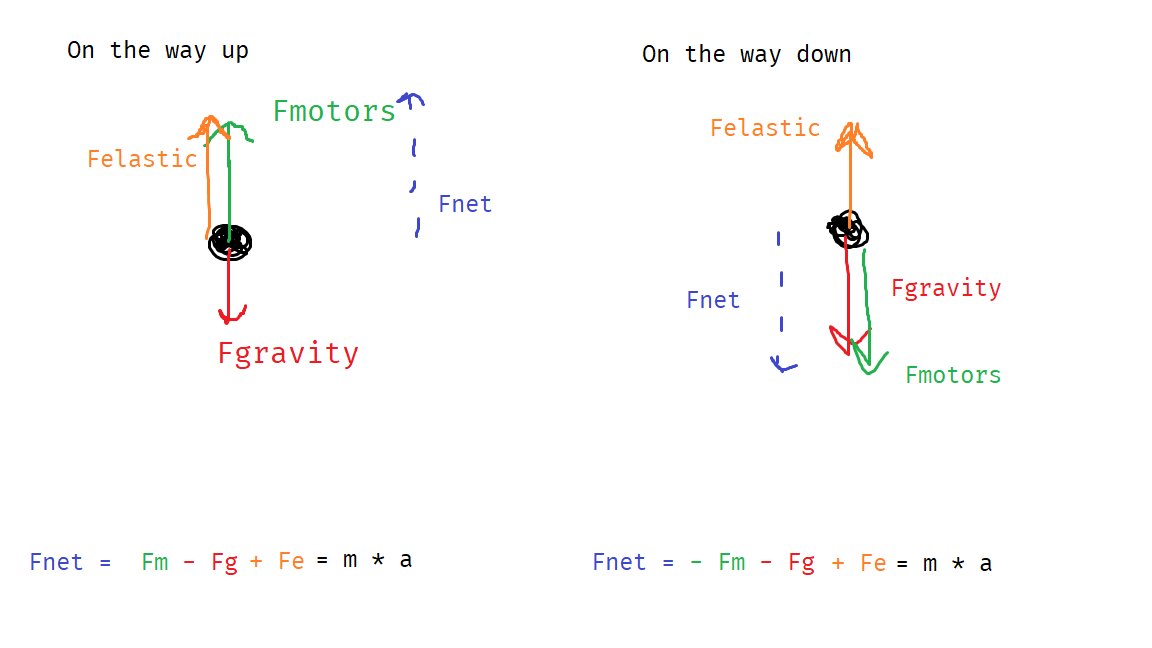 On the way up
Fmotors
Felastic
Fnet
Fgravity
Fnet = Fm - Fg + Fe = m * a
On the way down
Felastic
Fgravity
Fnet
Fmotors
Fnet = - Fm - Fg + Fe = m * a